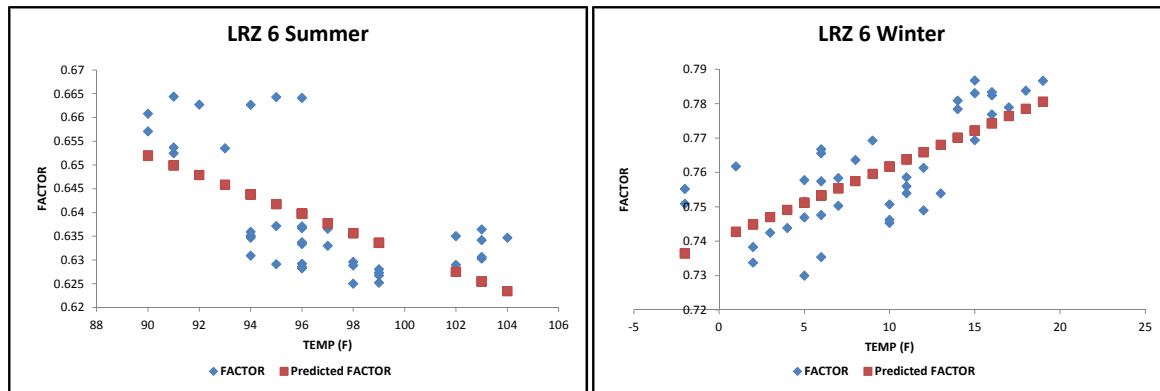 LRZ 6 Summer
FACTOR
0.67
0.665
0.66
0.655
0.65
0.645
0.64
0.635
0.63
0.625
0.62
88 90 92 94 96 98 100 102 104 106
TEMP (F)
FACTOR Predicted FACTOR
LRZ 6 Winter
FACTOR
0.79
0.78
0.77
0.76
0.75
0.74
0.73
0.72
-5 0 5 10 15 20 25
TEMP (F)
FACTOR Predicted FACTOR